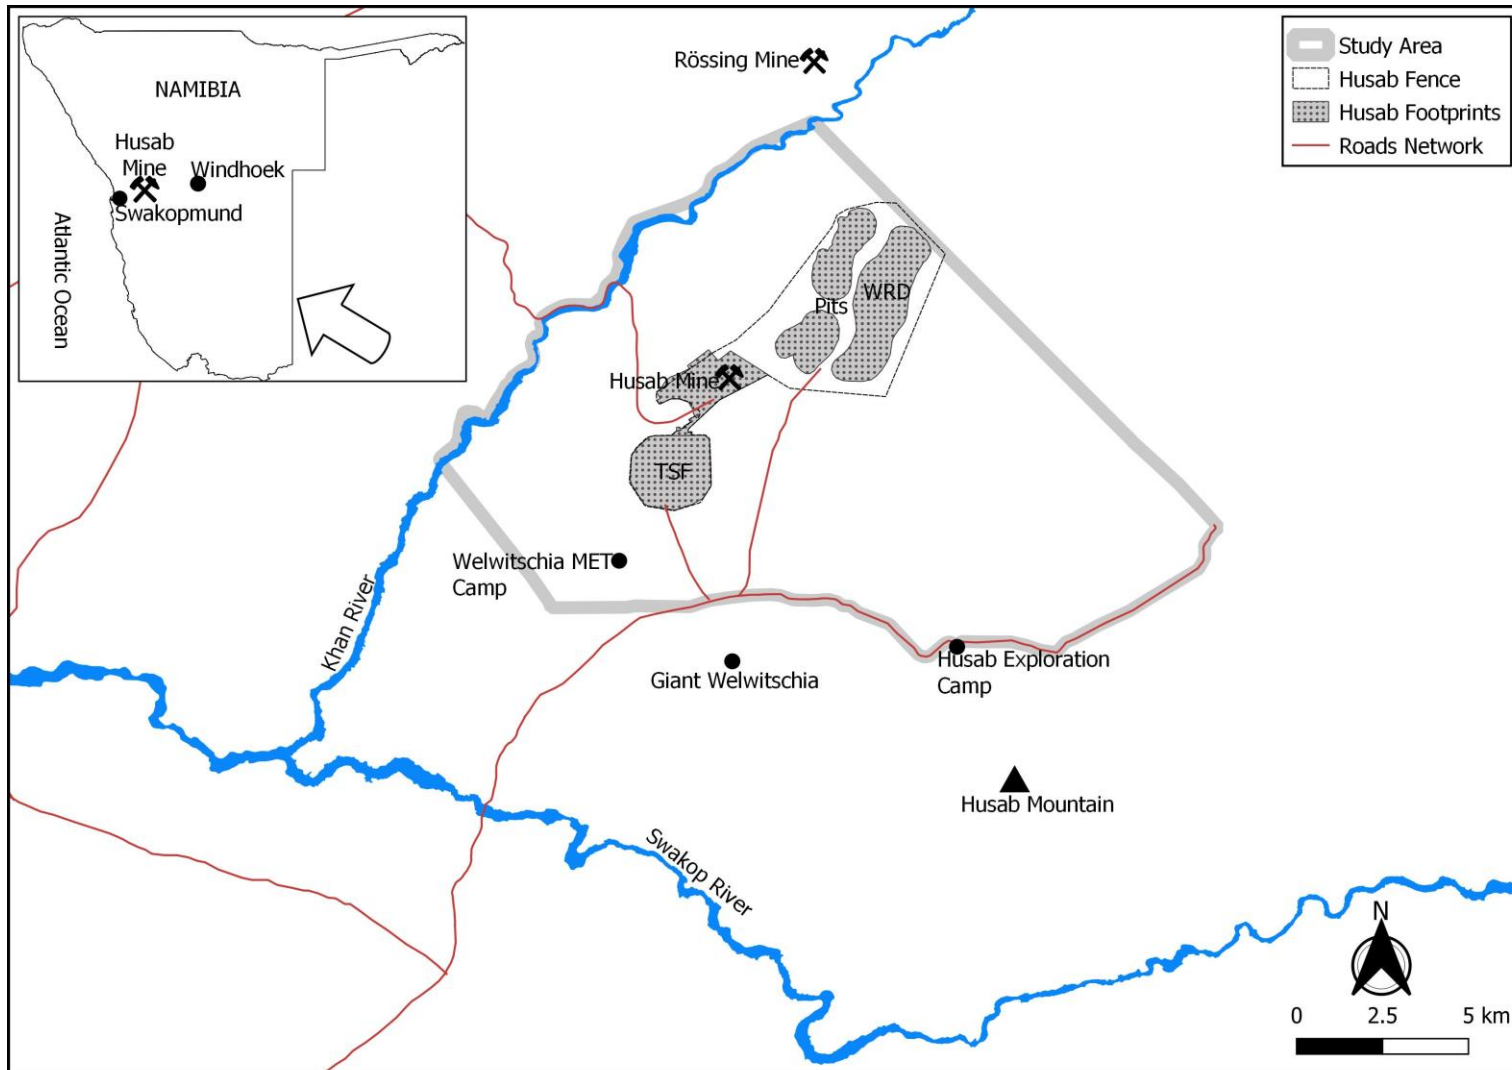 NAMIBIA
Husab
Mine
Windhoek
Swakopmund
Atlantic Ocean
Rössing Mine
Study Area
Husab Fence
Husab Footprints
Roads Network
WRD
Pits
Husab Mine
TSF
Welwitschia MET
Camp
Khan River
Giant Welwitschia
Husab Exploration
Camp
Husab Mountain
Swakop River
N
0 2.5 5 km